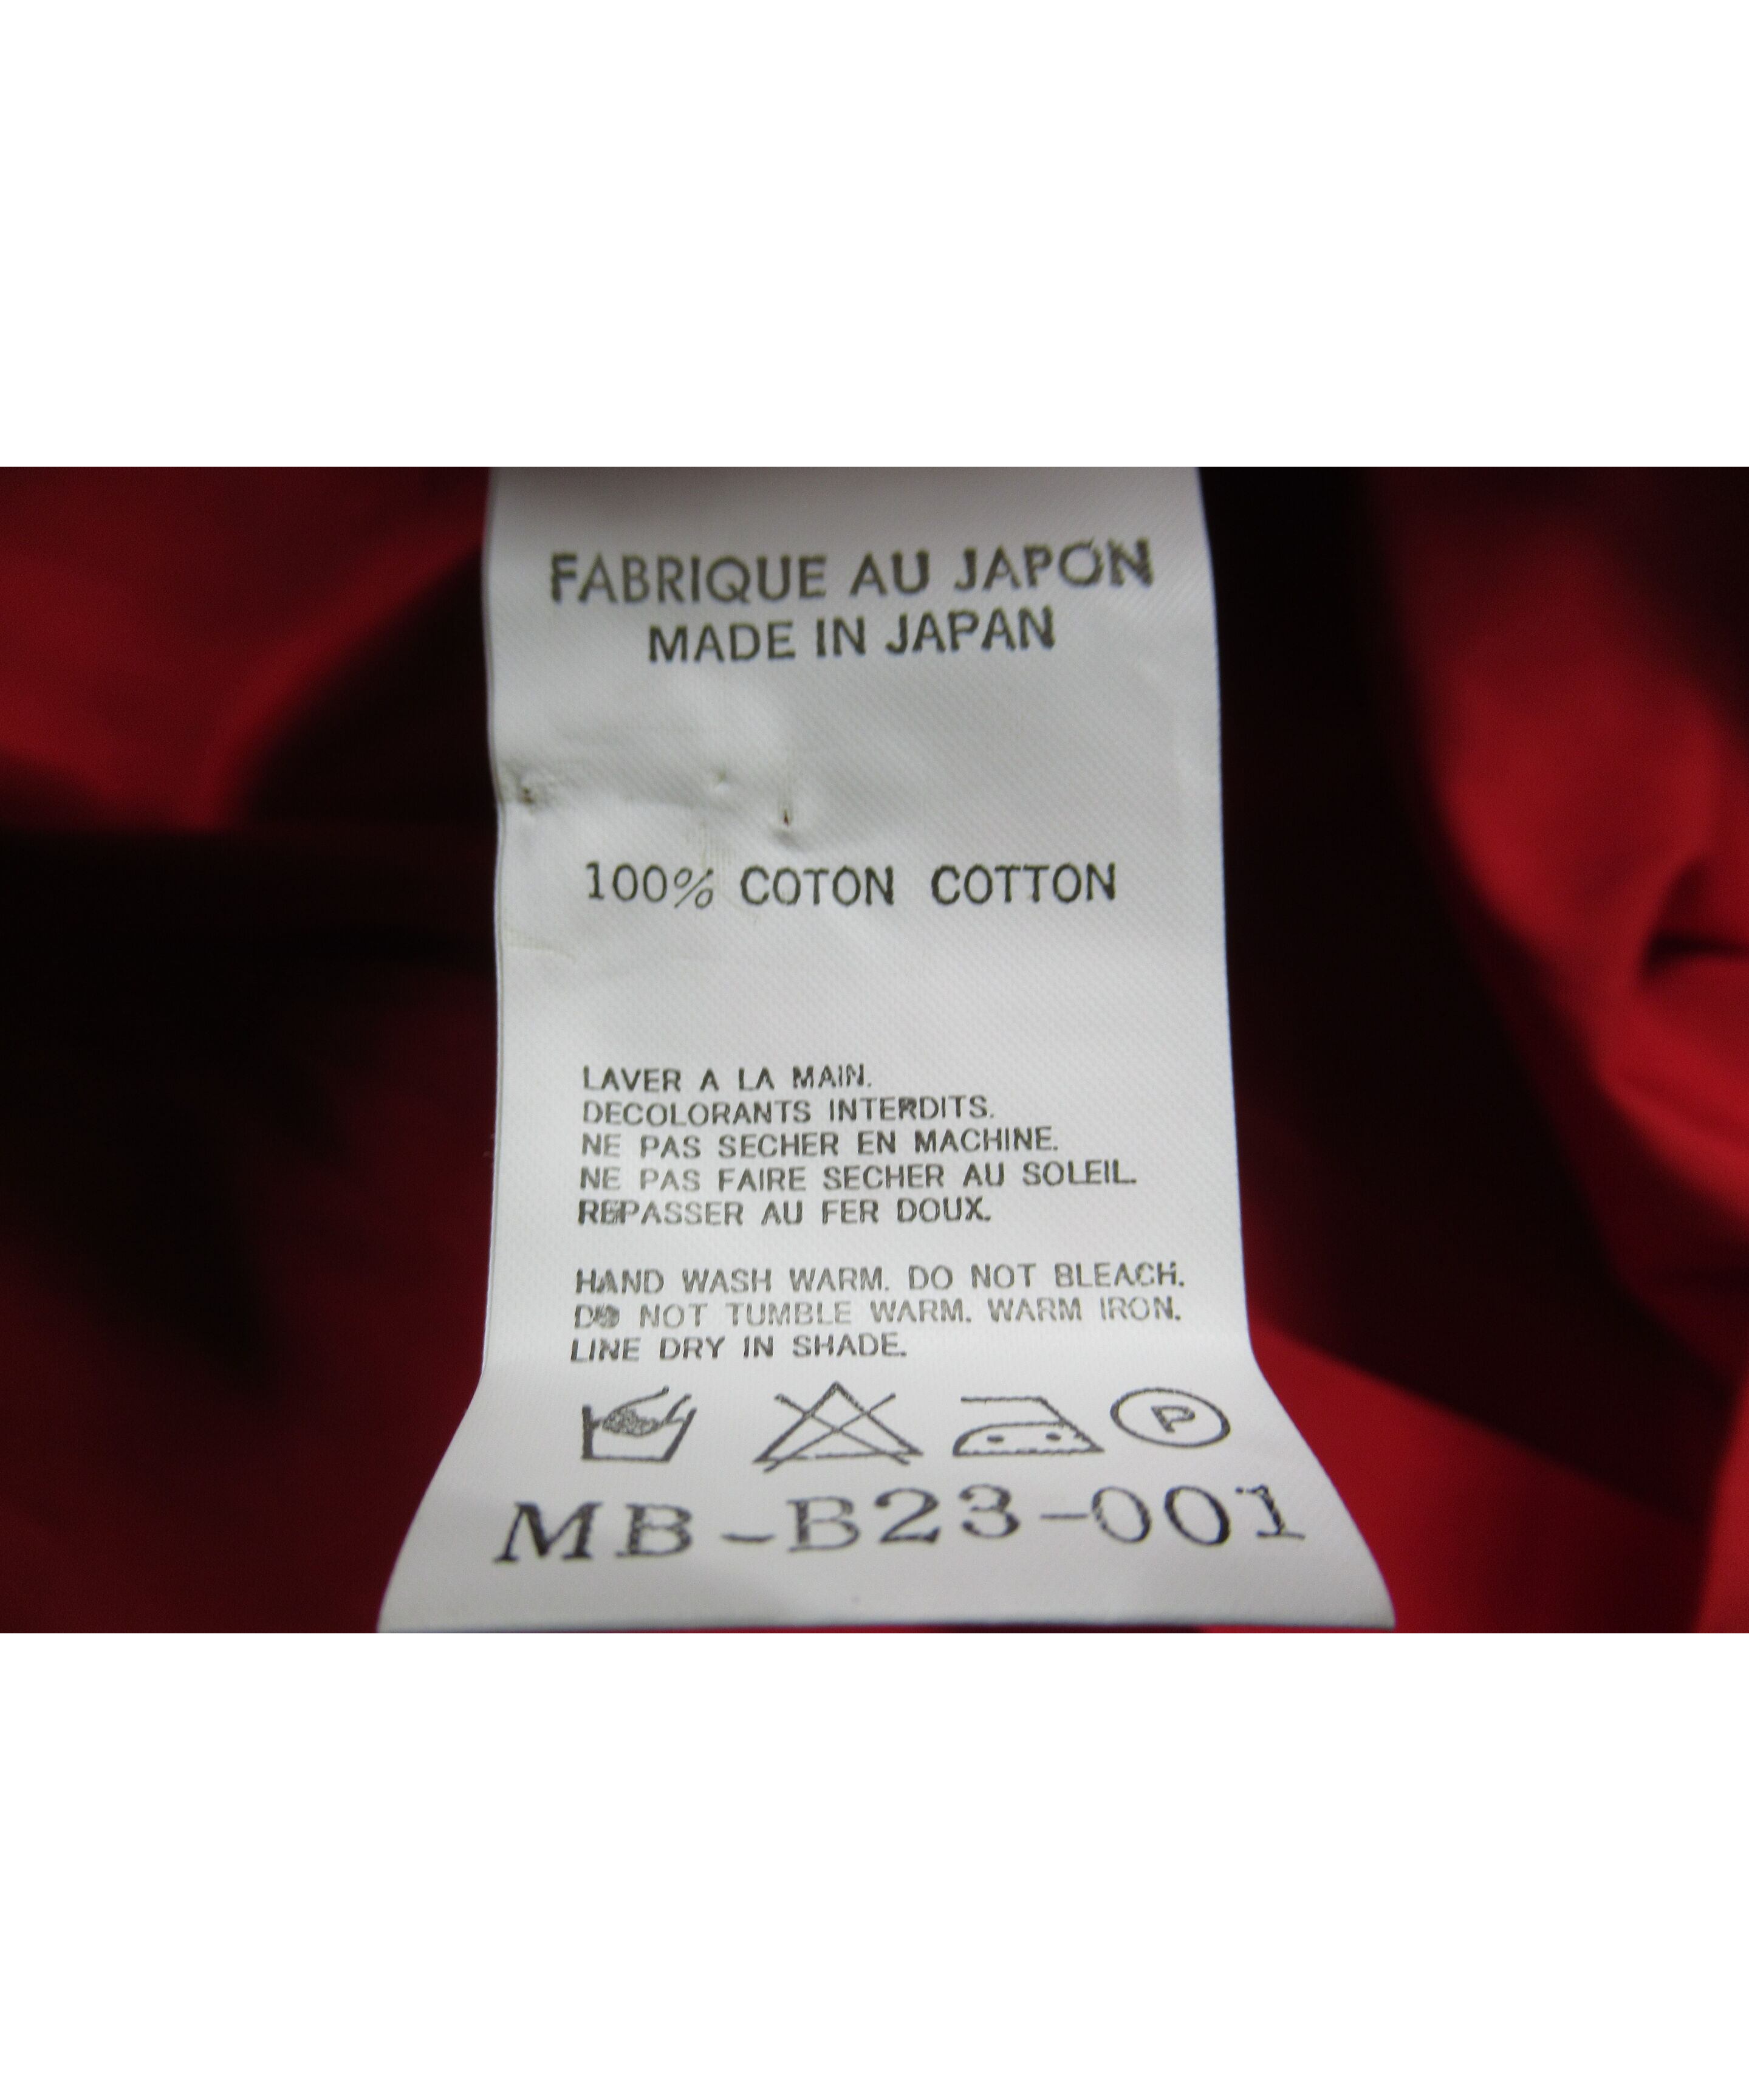 FABRIQUE AU JAPON
MADE IN JAPAN
100% COTON COTTON
LAVER A LA MAIN.
DECOLORANTS INTERDITS.
NE PAS SECHER EN MACHINE.
NE PAS FAIRE SECHER AU SOLEIL.
REPASSER AU FER DOUX.
HAND WASH WARM. DO NOT BLEACH.
DO NOT TUMBLE WARM. WARM IRON.
LINE DRY IN SHADE.
P
MB-B23-001